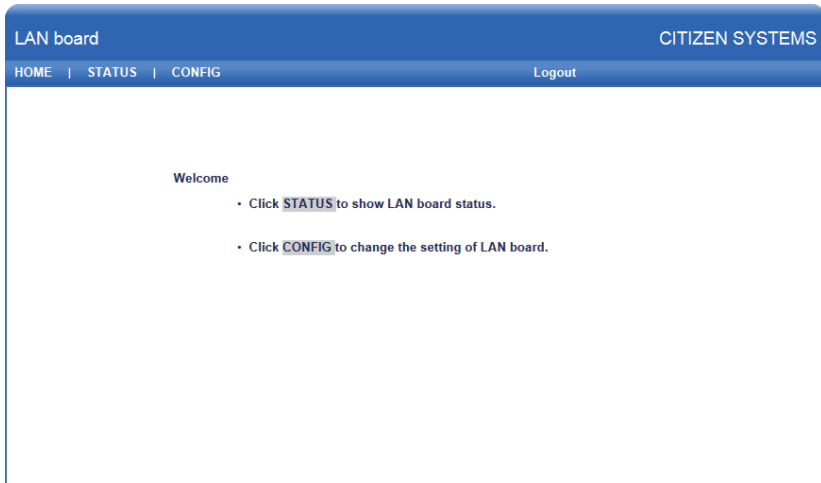 LAN board CITIZEN SYSTEMS
HOME | STATUS | CONFIG Logout
Welcome
• Click STATUS to show LAN board status.
• Click CONFIG to change the setting of LAN board.